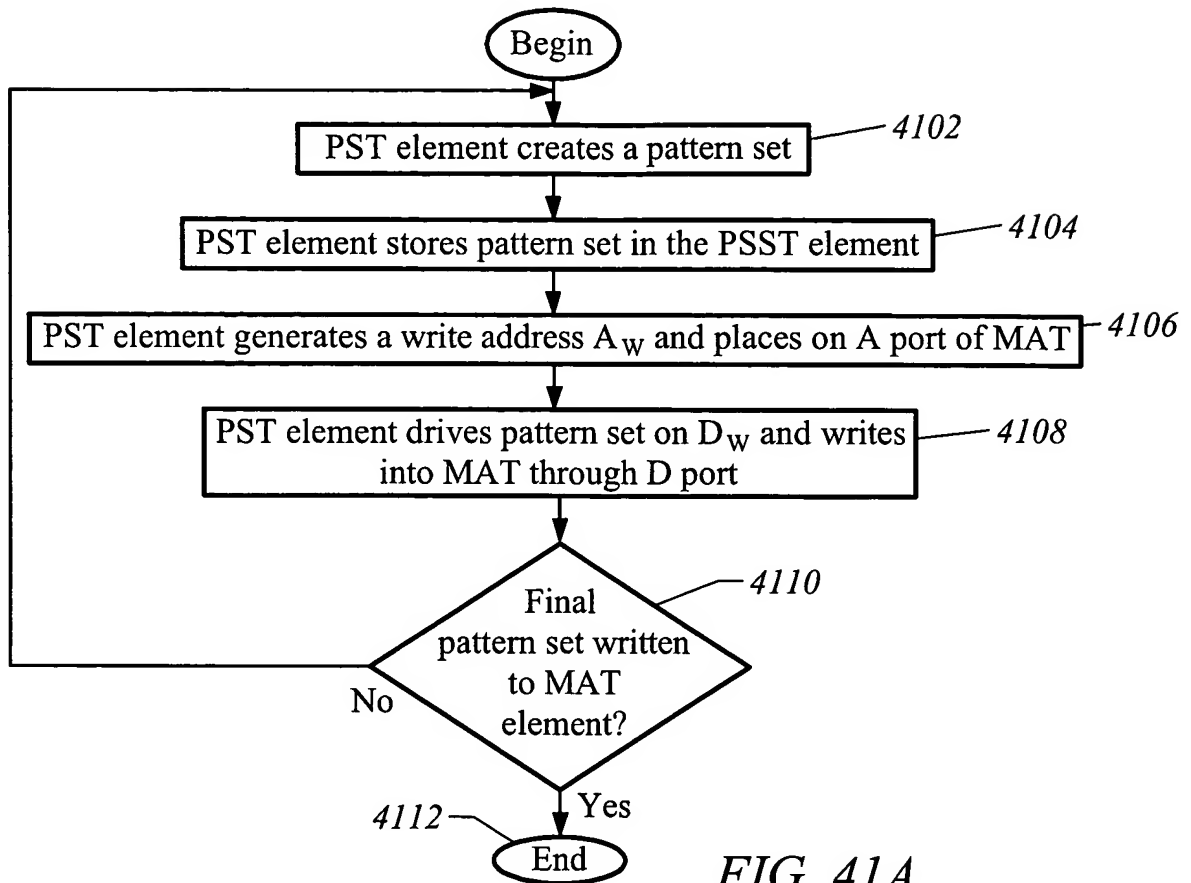 Begin
PST element creates a pattern set
4102
PST element stores pattern set in the PSST element
4104
PST element generates a write address AW and places on A port of MAT
4106
PST element drives pattern set on DW and writes
into MAT through D port
4108
Final
pattern set written
to MAT
element?
4110
No
Yes
4112
End
FIG. 41A